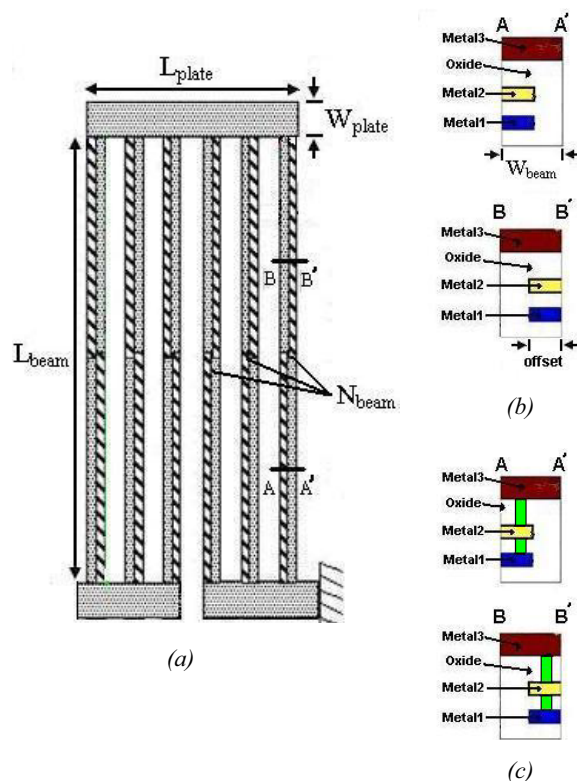 L_plate
W_plate
L_beam
N_beam
B B'
A A'
(a)
A A'
Metal3
Oxide
Metal2
Metal1
W_beam
B B'
Metal3
Oxide
Metal2
Metal1
offset
(b)
A A'
Metal3
Oxide
Metal2
Metal1
B B'
Metal3
Oxide
Metal2
Metal1
(c)